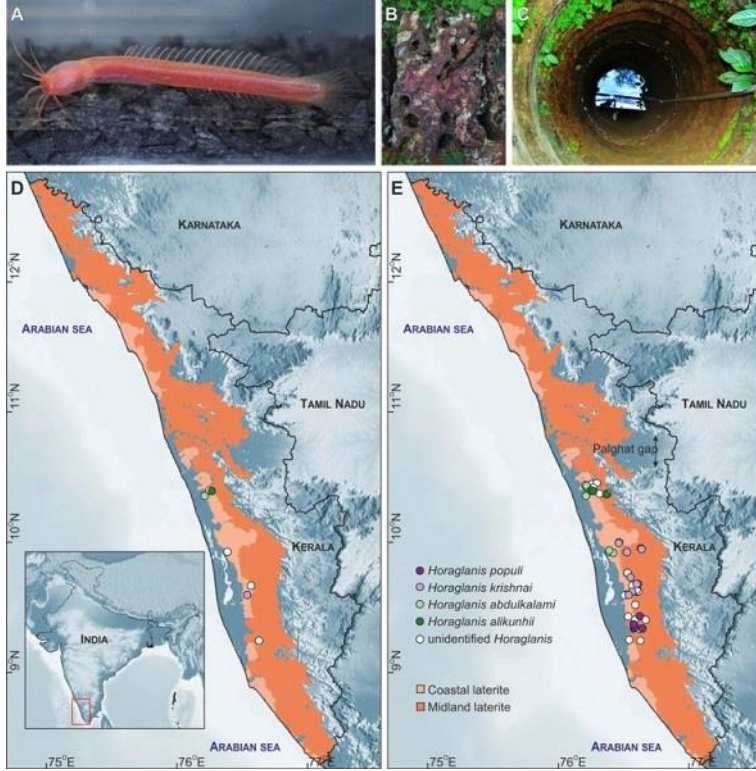 A
B
C
D
KARNATAKA
12°N
ARABIAN SEA
11°N
TAMIL NADU
10°N
KERALA
INDIA
9°N
ARABIAN SEA
75°E
76°E
77°E
E
KARNATAKA
12°N
ARABIAN SEA
11°N
TAMIL NADU
Palghat gap
10°N
KERALA
Horaglanis populi
Horaglanis krishnai
Horaglanis abdulkalami
Horaglanis alikunhii
unidentified Horaglanis
9°N
Coastal laterite
Midland laterite
ARABIAN SEA
75°E
76°E
77°E